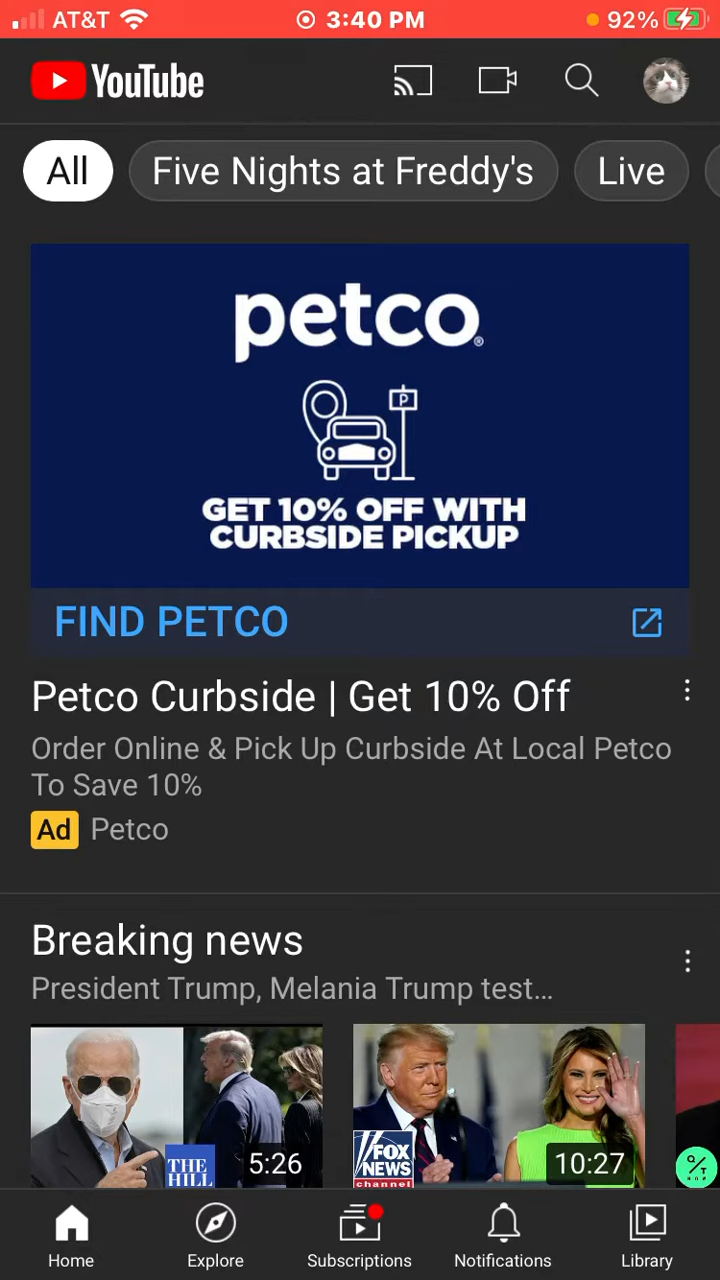 AT&T 3:40 PM 92%
YouTube
All Five Nights at Freddy's Live
petco®
P
GET 10% OFF WITH
CURBSIDE PICKUP
FIND PETCO
Petco Curbside | Get 10% Off
Order Online & Pick Up Curbside At Local Petco
To Save 10%
Ad Petco
Breaking news
President Trump, Melania Trump test...
THE
HILL
5:26
FOX
NEWS
channel
10:27
Home Explore Subscriptions Notifications Library